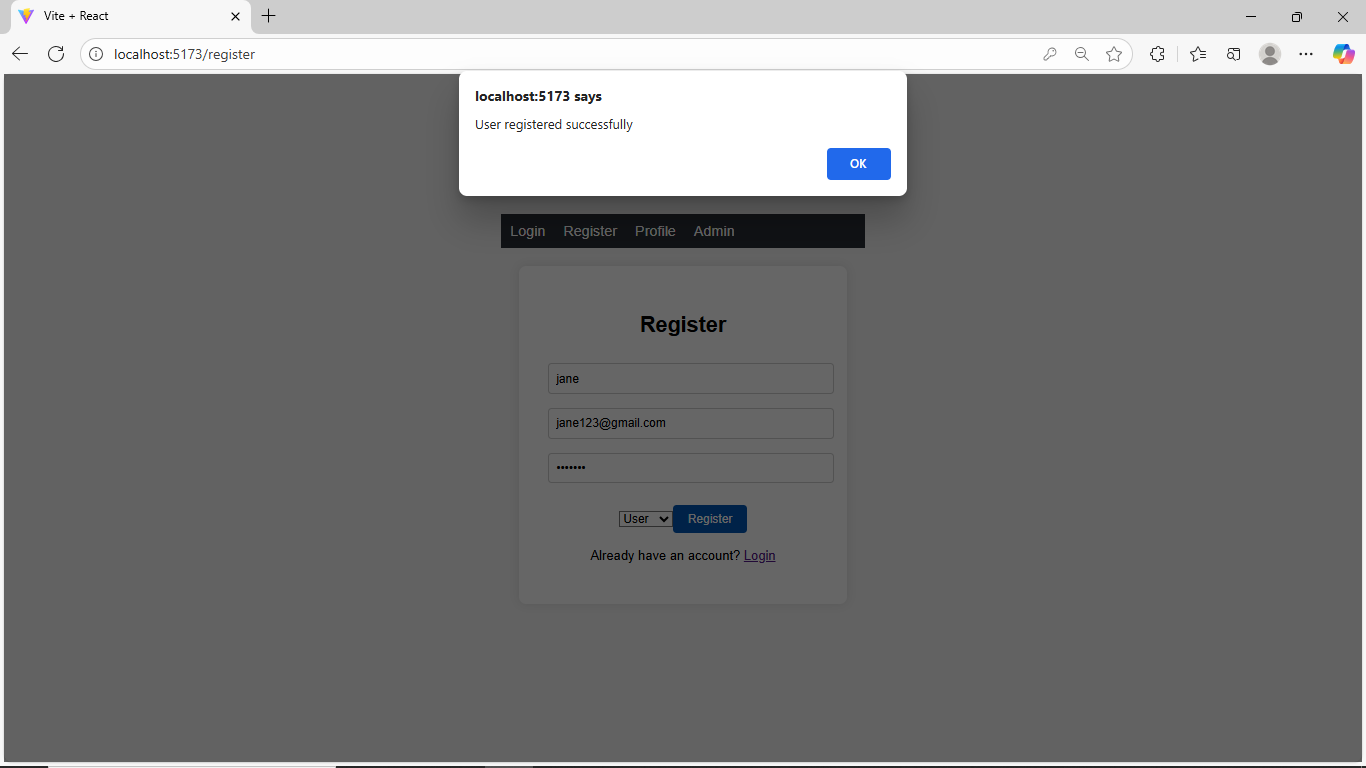 Vite + React
localhost:5173/register
localhost:5173 says
User registered successfully
OK
Login Register Profile Admin
Register
jane
jane123@gmail.com
•••••••
User Register
Already have an account? Login